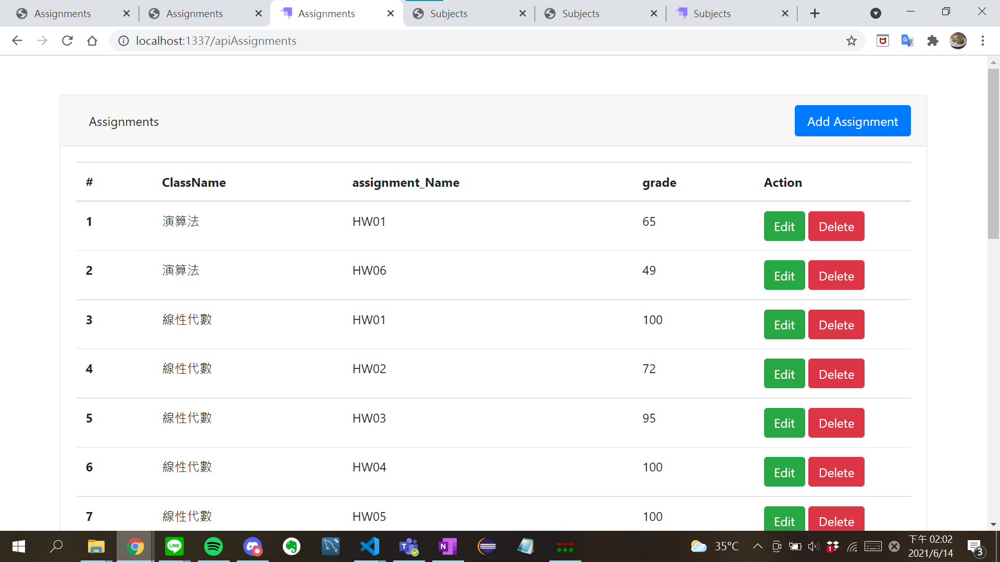 Assignments Assignments Assignments Subjects Subjects Subjects
localhost:1337/apiAssignments
Assignments Add Assignment
# ClassName assignment_Name grade Action
1 演算法 HW01 65 Edit Delete
2 演算法 HW06 49 Edit Delete
3 線性代數 HW01 100 Edit Delete
4 線性代數 HW02 72 Edit Delete
5 線性代數 HW03 95 Edit Delete
6 線性代數 HW04 100 Edit Delete
7 線性代數 HW05 100 Edit Delete
LINE T N 35°C 1 下午 02:02
2021/6/14 3